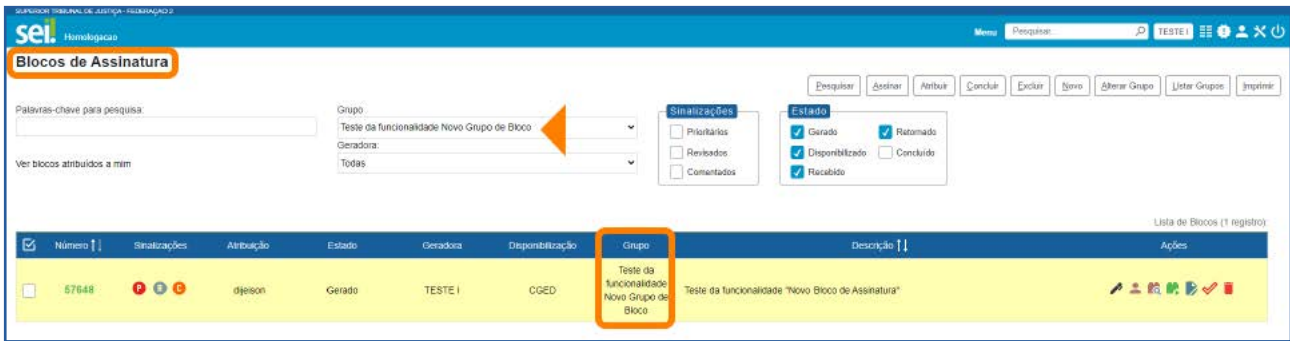 SUPERIOR TRIBUNAL DE JUSTIÇA - FEDERAÇAO 2
sei. Homologacao Menu Pesquisar. TESTE I
Blocos de Assinatura
Pesquisar Assinar Atribuir Concluir Excluir Novo Alterar Grupo Listar Grupos Imprimir
Palavras-chave para pesquisa: Grupo Sinalizações Estado
Teste da funcionalidade Novo Grupo de Bloco Prioritários Gerado Retornado
Geradora: Revisados Disponibilizado Concluído
Ver blocos atribuídos a mim Todas Comentados Recebido
Lista de Blocos (1 registro):
Número Sinalizações Atribuição Estado Geradora Disponibilização Grupo Descrição Ações
57648 P R C dijeison Gerado TESTE I CGED Teste da funcionalidade Novo Grupo de Bloco Teste da funcionalidade "Novo Bloco de Assinatura"